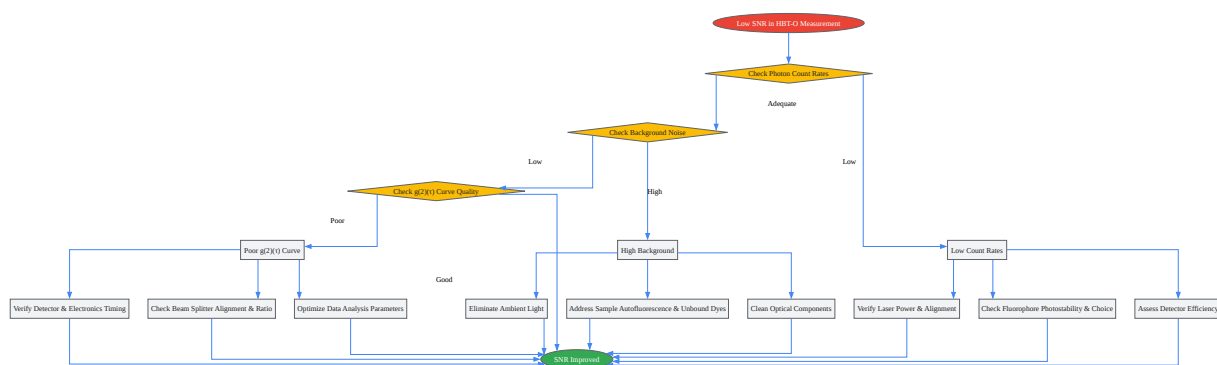 Low SNR in HBT-O Measurement
Check Photon Count Rates
Adequate
Check Background Noise
Low
Low
Check g(2)(τ) Curve Quality
High
Poor
Poor g(2)(τ) Curve
High Background
Low Count Rates
Good
Verify Detector & Electronics Timing
Check Beam Splitter Alignment & Ratio
Optimize Data Analysis Parameters
Eliminate Ambient Light
Address Sample Autofluorescence & Unbound Dyes
Clean Optical Components
Verify Laser Power & Alignment
Check Fluorophore Photostability & Choice
Assess Detector Efficiency
SNR Improved